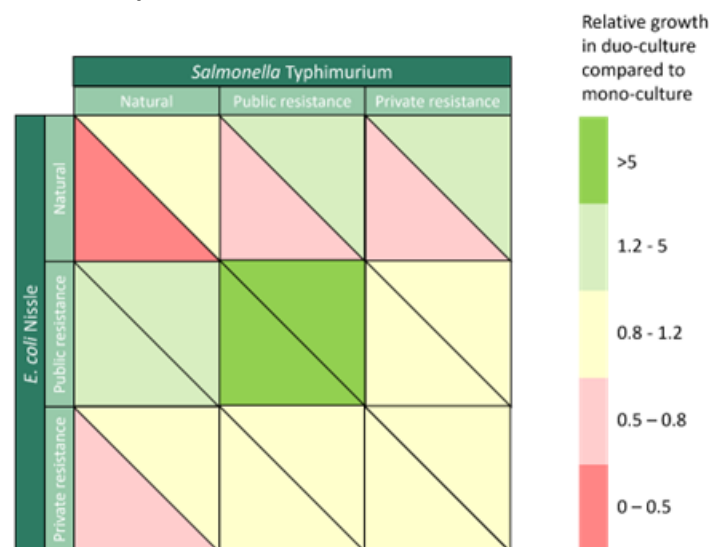 Relative growth
in duo-culture
compared to
mono-culture
Salmonella Typhimurium
Natural
Public resistance
Private resistance
E. coli Nissle
Natural
Public resistance
Private resistance
>5
1.2 - 5
0.8 - 1.2
0.5 – 0.8
0 – 0.5